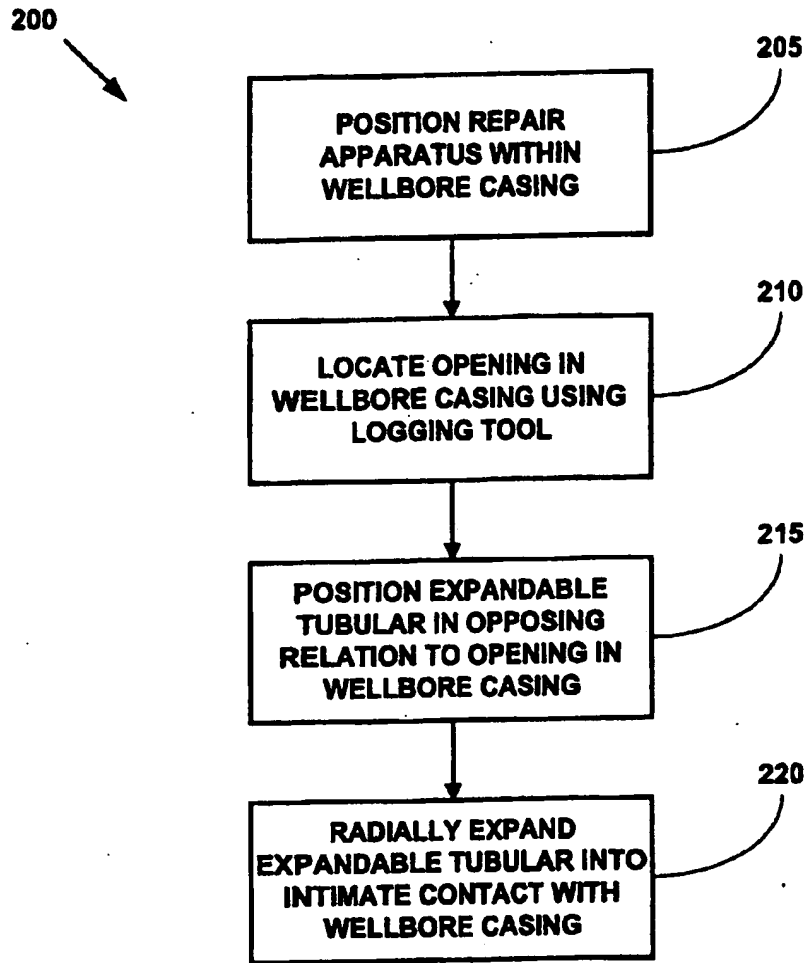 200
205
POSITION REPAIR
APPARATUS WITHIN
WELLBORE CASING
210
LOCATE OPENING IN
WELLBORE CASING USING
LOGGING TOOL
215
POSITION EXPANDABLE
TUBULAR IN OPPOSING
RELATION TO OPENING IN
WELLBORE CASING
220
RADIALLY EXPAND
EXPANDABLE TUBULAR INTO
INTIMATE CONTACT WITH
WELLBORE CASING